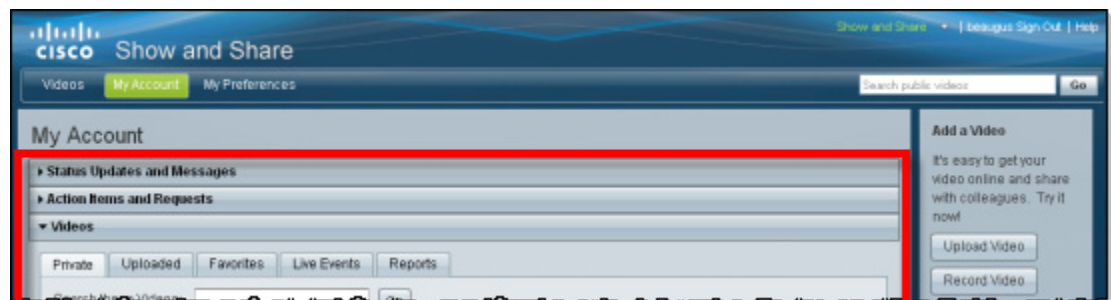 Show and Share | beaugus Sign Out | Help
CISCO Show and Share
Videos My Account My Preferences
Search public videos Go
My Account
Status Updates and Messages
Action Items and Requests
Videos
Private Uploaded Favorites Live Events Reports
Add a Video
It's easy to get your
video online and share
with colleagues. Try it
now!
Upload Video
Record Video